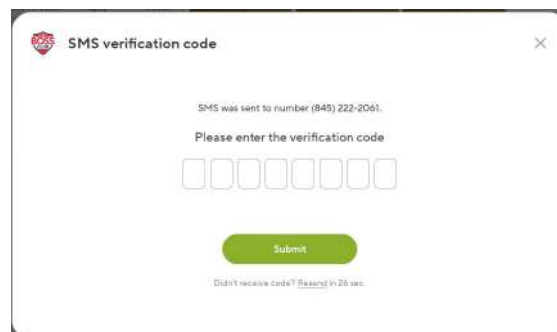 BOSS
SMS verification code
SMS was sent to number (845) 222-2061.
Please enter the verification code
Submit
Didn't receive code? Resend in 26 sec.